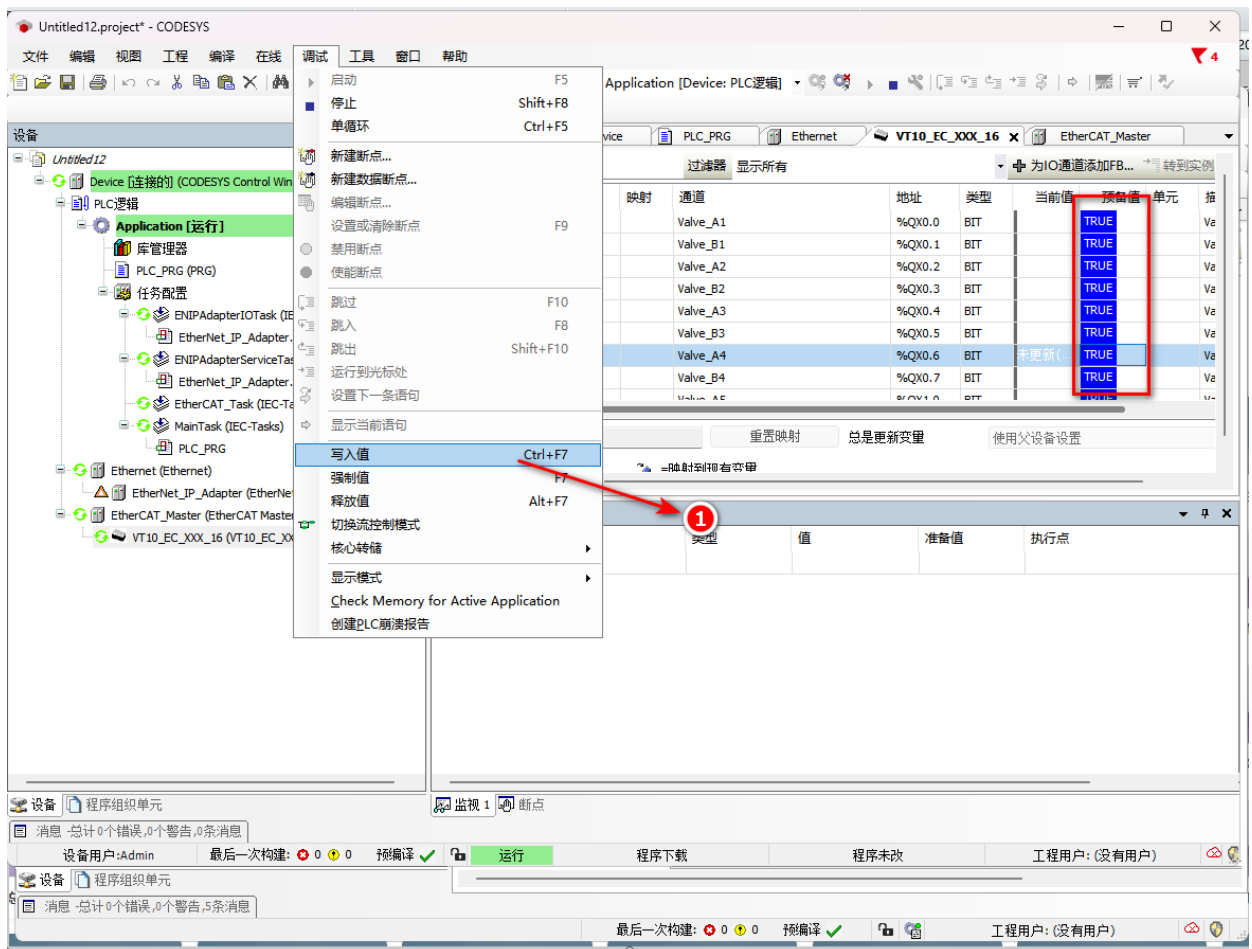 Untitled12.project* - CODESYS
文件 编辑 视图 工程 编译 在线 调试 工具 窗口 帮助
4
Application [Device: PLC逻辑]
启动 F5
停止 Shift+F8
单循环 Ctrl+F5
新建断点...
新建数据断点...
编辑断点...
设置或清除断点 F9
禁用断点
使能断点
跳过 F10
跳入 F8
跳出 Shift+F10
运行到光标处
设置下一条语句
显示当前语句
写入值 Ctrl+F7
强制值 F7
释放值 Alt+F7
切换流控制模式
核心转储
显示模式
Check Memory for Active Application
创建PLC崩溃报告
设备
Untitled12
Device [连接的] (CODESYS Control Win
PLC逻辑
Application [运行]
库管理器
PLC_PRG (PRG)
任务配置
ENIPAdapterIOTask (IE
EtherNet_IP_Adapter.
ENIPAdapterServiceTas
EtherNet_IP_Adapter.
EtherCAT_Task (IEC-Ta
MainTask (IEC-Tasks)
PLC_PRG
Ethernet (Ethernet)
EtherNet_IP_Adapter (EtherNe
EtherCAT_Master (EtherCAT Master
VT10_EC_XXX_16 (VT10_EC_XX
vice PLC_PRG Ethernet VT10_EC_XXX_16 EtherCAT_Master
过滤器 显示所有 为IO通道添加FB... 转到实例
映射 通道 地址 类型 当前值 预备值 单元 描
Valve_A1 %QX0.0 BIT TRUE Va
Valve_B1 %QX0.1 BIT TRUE Va
Valve_A2 %QX0.2 BIT TRUE Va
Valve_B2 %QX0.3 BIT TRUE Va
Valve_A3 %QX0.4 BIT TRUE Va
Valve_B3 %QX0.5 BIT TRUE Va
Valve_A4 %QX0.6 BIT 未更新(... TRUE Va
Valve_B4 %QX0.7 BIT TRUE Va
Valve_A5 %QX1.0 BIT TRUE Va
重置映射 总是更新变量 使用父设备设置
=映射到现有变量
1
类型 值 准备值 执行点
设备 程序组织单元
监视 1 断点
消息 -总计0个错误,0个警告,0条消息
设备用户:Admin 最后一次构建: 0 0 预编译 运行 程序下载 程序未改 工程用户: (没有用户)
设备 程序组织单元
消息 -总计0个错误,0个警告,5条消息
最后一次构建: 0 0 预编译 工程用户: (没有用户)